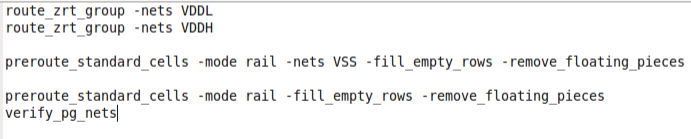 route_zrt_group -nets VDDL
route_zrt_group -nets VDDH
preroute_standard_cells -mode rail -nets VSS -fill_empty_rows -remove_floating_pieces
preroute_standard_cells -mode rail -fill_empty_rows -remove_floating_pieces
verify_pg_nets